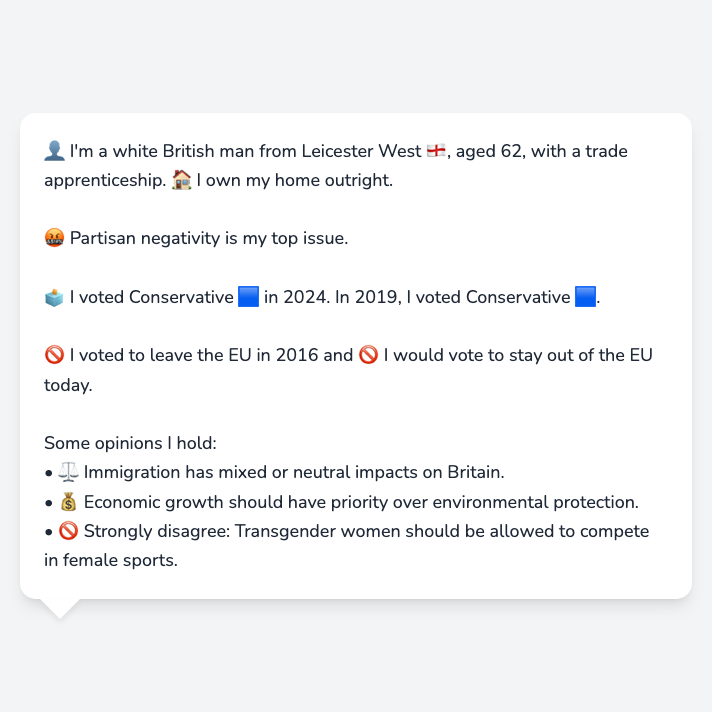 👤 I'm a white British man from Leicester West 🏴󠁧󠁢󠁥󠁮󠁧󠁿, aged 62, with a trade
apprenticeship. 🏠 I own my home outright.
🤬 Partisan negativity is my top issue.
🗳️ I voted Conservative 🟦 in 2024. In 2019, I voted Conservative 🟦.
🚫 I voted to leave the EU in 2016 and 🚫 I would vote to stay out of the EU
today.
Some opinions I hold:
• ⚖️ Immigration has mixed or neutral impacts on Britain.
• 💰 Economic growth should have priority over environmental protection.
• 🚫 Strongly disagree: Transgender women should be allowed to compete
in female sports.